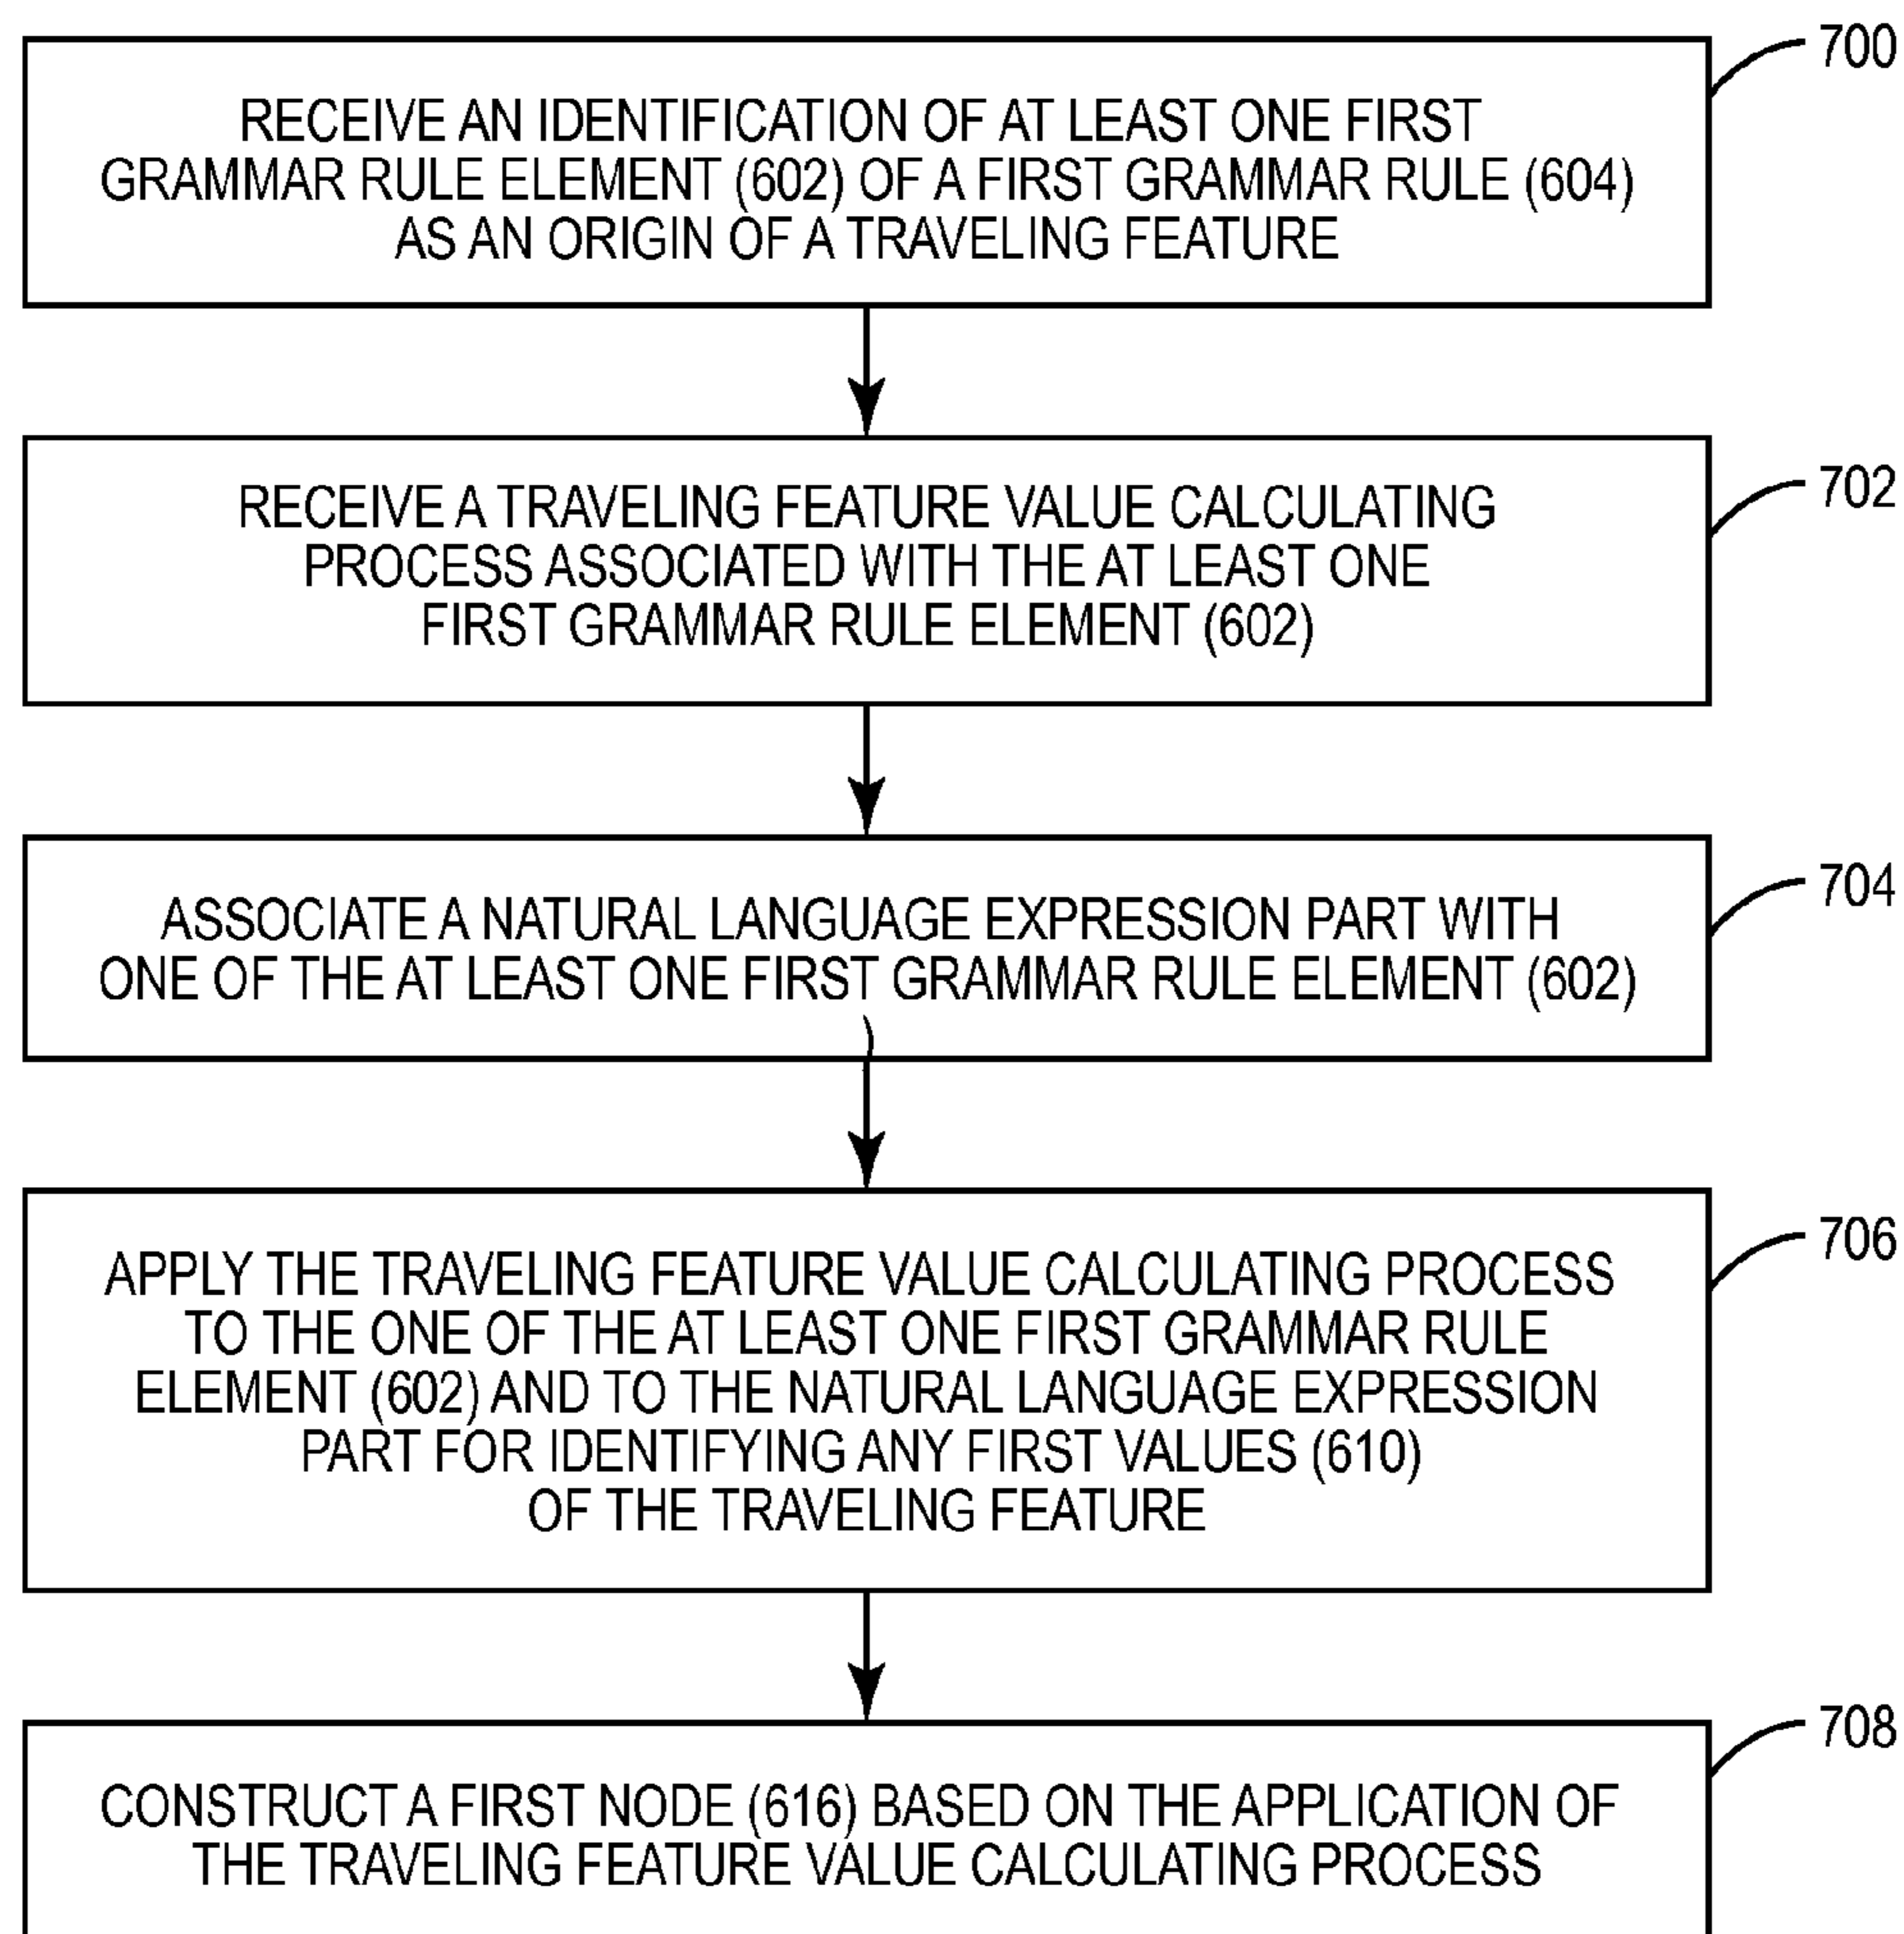 700
RECEIVE AN IDENTIFICATION OF AT LEAST ONE FIRST
GRAMMAR RULE ELEMENT (602) OF A FIRST GRAMMAR RULE (604)
AS AN ORIGIN OF A TRAVELING FEATURE
702
RECEIVE A TRAVELING FEATURE VALUE CALCULATING
PROCESS ASSOCIATED WITH THE AT LEAST ONE
FIRST GRAMMAR RULE ELEMENT (602)
704
ASSOCIATE A NATURAL LANGUAGE EXPRESSION PART WITH
ONE OF THE AT LEAST ONE FIRST GRAMMAR RULE ELEMENT (602)
706
APPLY THE TRAVELING FEATURE VALUE CALCULATING PROCESS
TO THE ONE OF THE AT LEAST ONE FIRST GRAMMAR RULE
ELEMENT (602) AND TO THE NATURAL LANGUAGE EXPRESSION
PART FOR IDENTIFYING ANY FIRST VALUES (610)
OF THE TRAVELING FEATURE
708
CONSTRUCT A FIRST NODE (616) BASED ON THE APPLICATION OF
THE TRAVELING FEATURE VALUE CALCULATING PROCESS